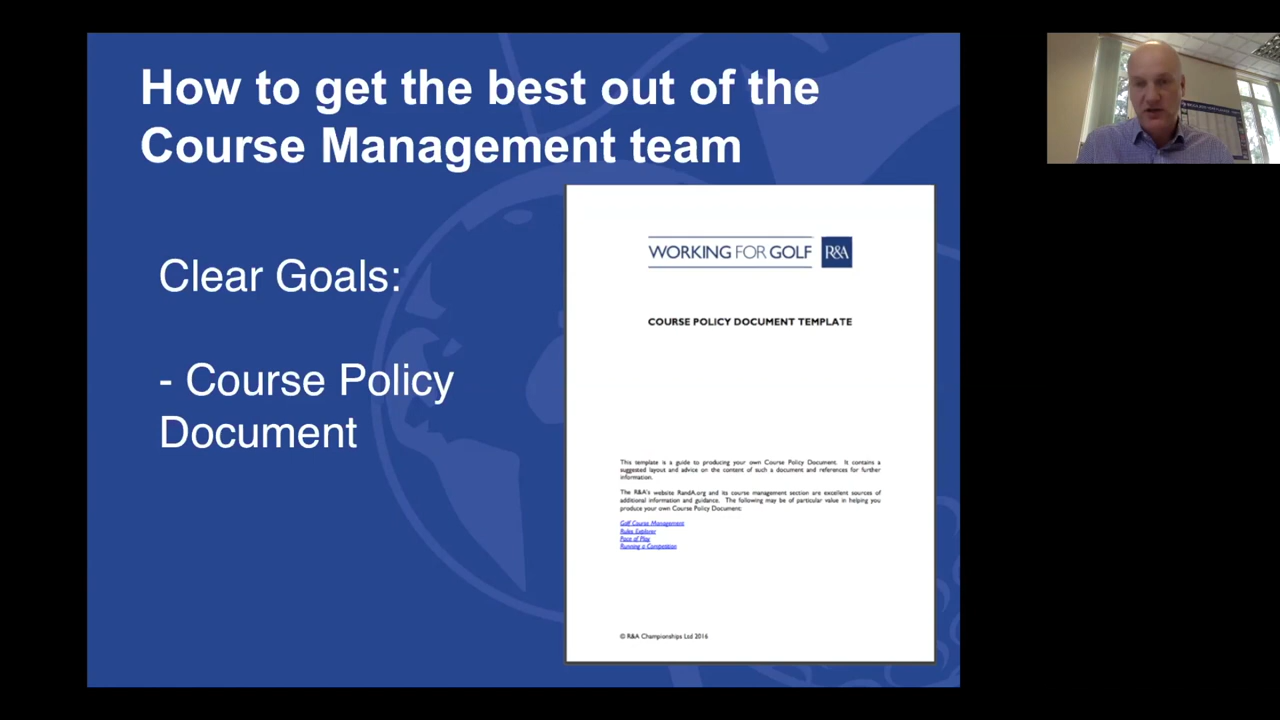 How to get the best out of the
Course Management team
Clear Goals:
- Course Policy
Document
WORKING FOR GOLF R&A
COURSE POLICY DOCUMENT TEMPLATE
This template is a guide to producing your own Course Policy Document. It contains a
suggested layout and advice on the content of such a document and references for further
information.
The R&A's website RandA.org and its course management section are excellent sources of
additional information and guidance. The following may be of particular value in helping you
produce your own Course Policy Document:
Golf Course Management
Rules Explorer
Pace of Play
Running a Competition
© R&A Championships Ltd 2016